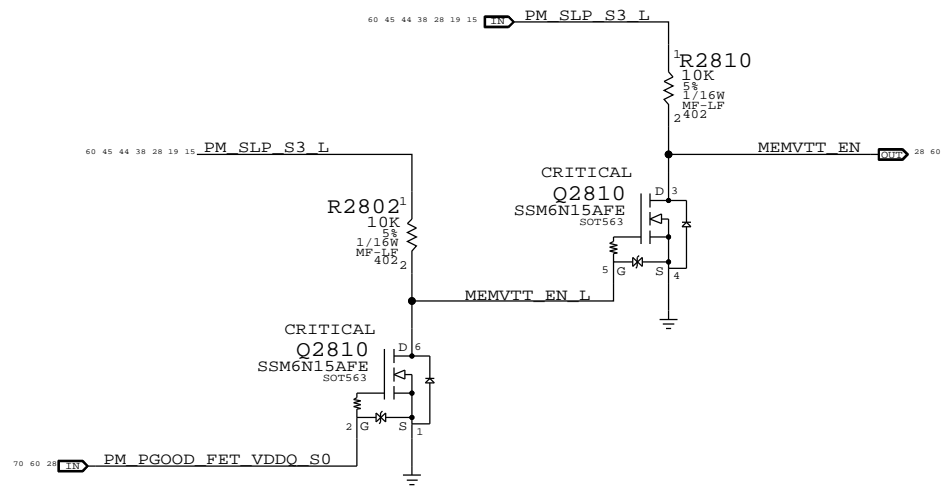 60 45 44 38 28 19 15 IN PM_SLP_S3_L
1
R2810
10K
5%
1/16W
MF-LF
402
2
60 45 44 38 28 19 15 PM_SLP_S3_L
MEMVTT_EN OUT 28 60
CRITICAL
Q2810
SSM6N15AFE
SOT563
D 3
5 G S 4
R2802 1
10K
5%
1/16W
MF-LF
402
2
MEMVTT_EN_L
CRITICAL
Q2810
SSM6N15AFE
SOT563
D 6
2 G S 1
70 60 28 IN PM_PGOOD_FET_VDDQ_S0